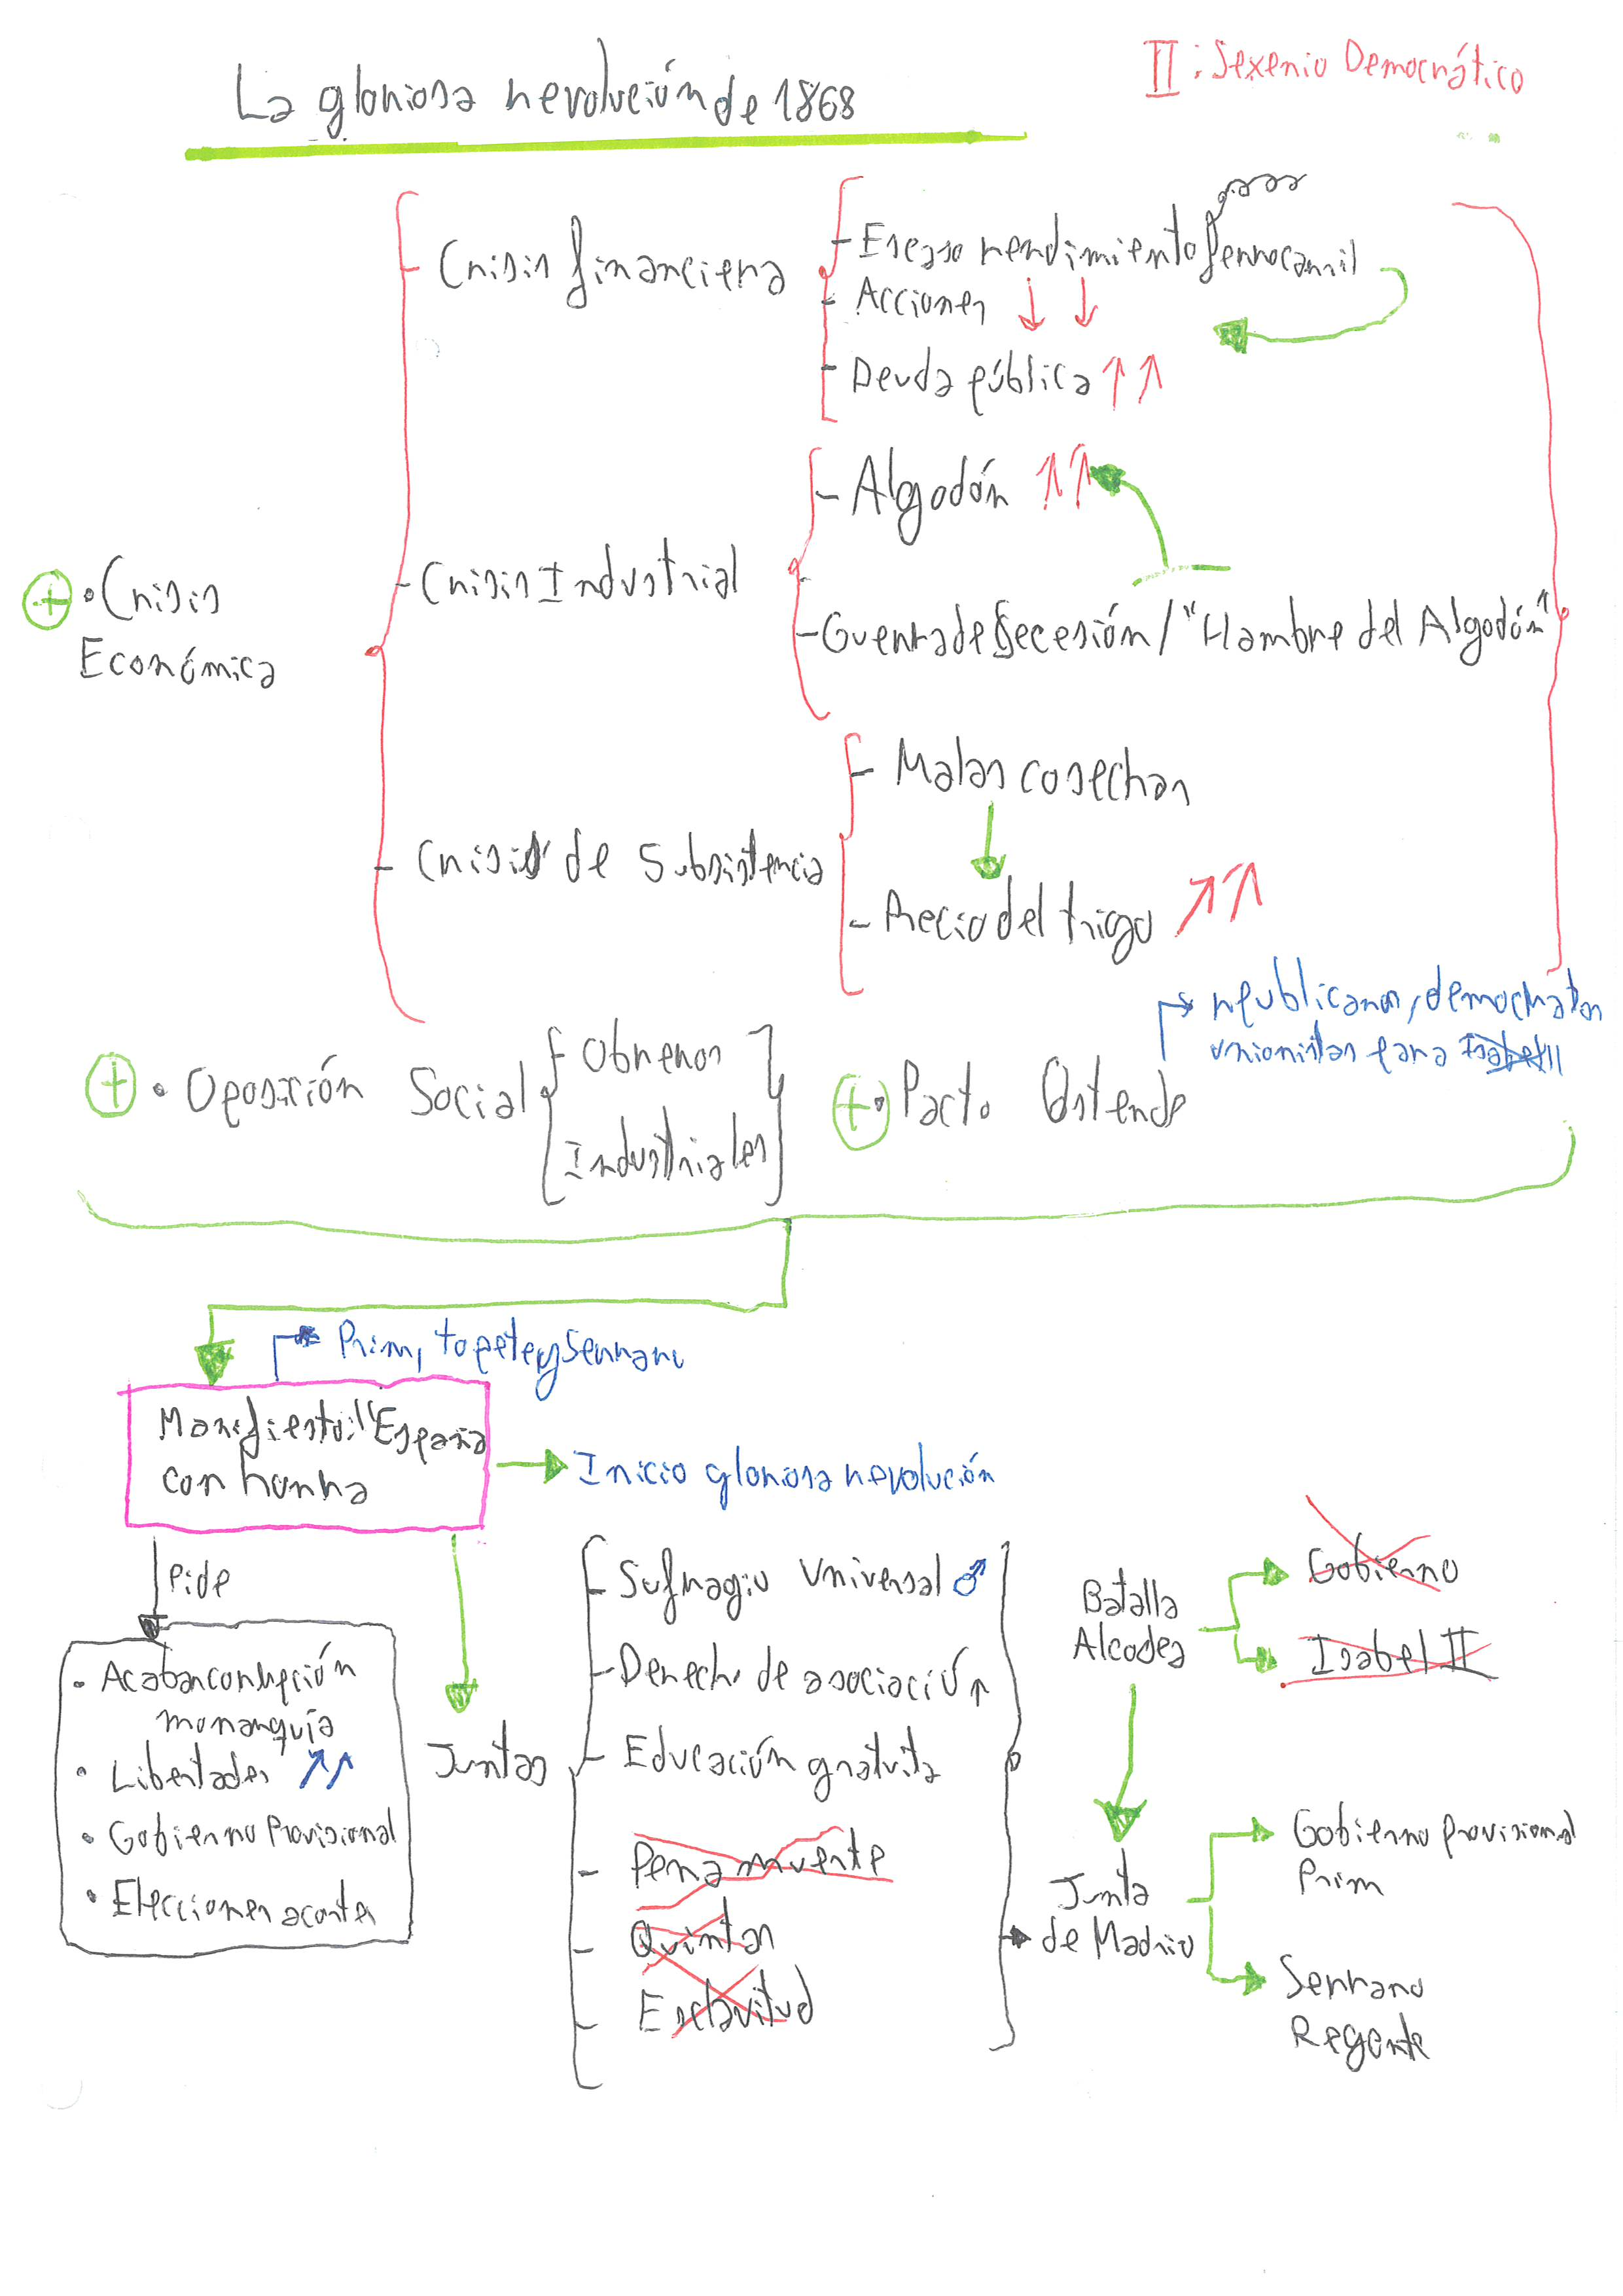 II: Sexenio Democrático
La gloriosa revolución de 1868
Crisis financiera
- Escaso rendimiento ferrocarril
- Acciones ↓ ↓
- Deuda pública ↑↑
- Algodón ↑↑
• Crisis
Económica
- Crisis Industrial
- Guerra de Secesión / "Hambre del Algodón"
- Malas cosechas
- Crisis de Subsistencia
- Precio del trigo ↑↑
republicanos, demócratas
unionistas para Isabel II
• Oposición Social
Obreros
Industriales
• Pacto Ostende
Prim, topete y Serrano
Manifiesto: "España
con honra
Inicio gloriosa revolución
Pide
• Acabar corrupción
monarquía
• Libertades ↑↑
• Gobierno Provisional
• Elecciones a cortes
Juntas
Sufragio Universal ♂
- Derecho de asociación
- Educación gratuita
- Pena muerte
- Quintas
- Esclavitud
Batalla
Alcolea
Gobierno
Isabel II
Junta
de Madrid
Gobierno provisional
Prim
Serrano
Regente